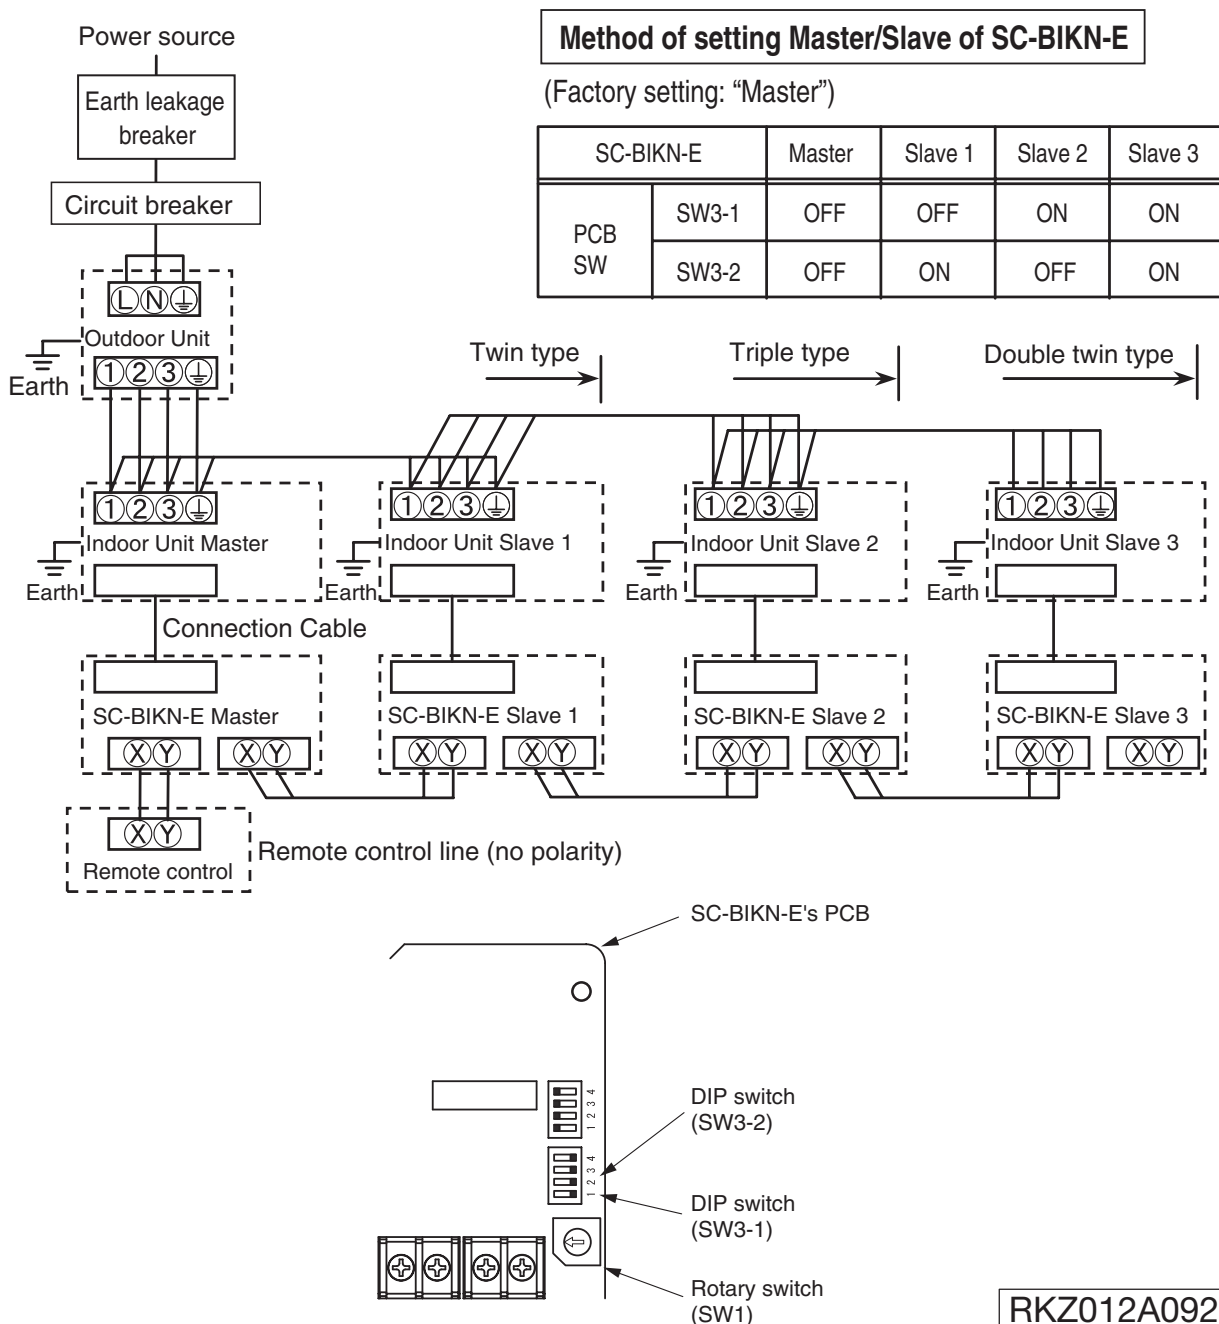 Power source
Earth leakage
breaker
Circuit breaker
L N
Outdoor Unit
Earth
1 2 3
Method of setting Master/Slave of SC-BIKN-E
(Factory setting: “Master”)
SC-BIKN-E Master Slave 1 Slave 2 Slave 3
PCB
SW
SW3-1 OFF OFF ON ON
SW3-2 OFF ON OFF ON
Twin type
Triple type
Double twin type
1 2 3
Indoor Unit Master
Earth
1 2 3
Indoor Unit Slave 1
Earth
1 2 3
Indoor Unit Slave 2
Earth
1 2 3
Indoor Unit Slave 3
Earth
Connection Cable
SC-BIKN-E Master
X Y X Y
SC-BIKN-E Slave 1
X Y X Y
SC-BIKN-E Slave 2
X Y X Y
SC-BIKN-E Slave 3
X Y X Y
X Y
Remote control
Remote control line (no polarity)
SC-BIKN-E's PCB
1 2 3 4
1 2 3 4
DIP switch
(SW3-2)
DIP switch
(SW3-1)
Rotary switch
(SW1)
RKZ012A092